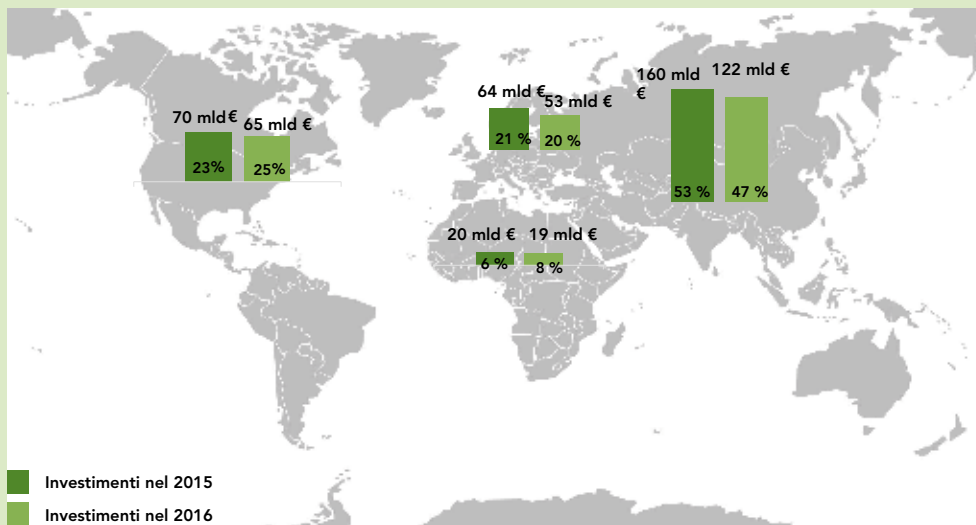 70 mld€ 65 mld €
23% 25%
64 mld € 53 mld €
21 % 20 %
160 mld
€
122 mld €
53 % 47 %
20 mld € 19 mld €
6 % 8 %
Investimenti nel 2015
Investimenti nel 2016